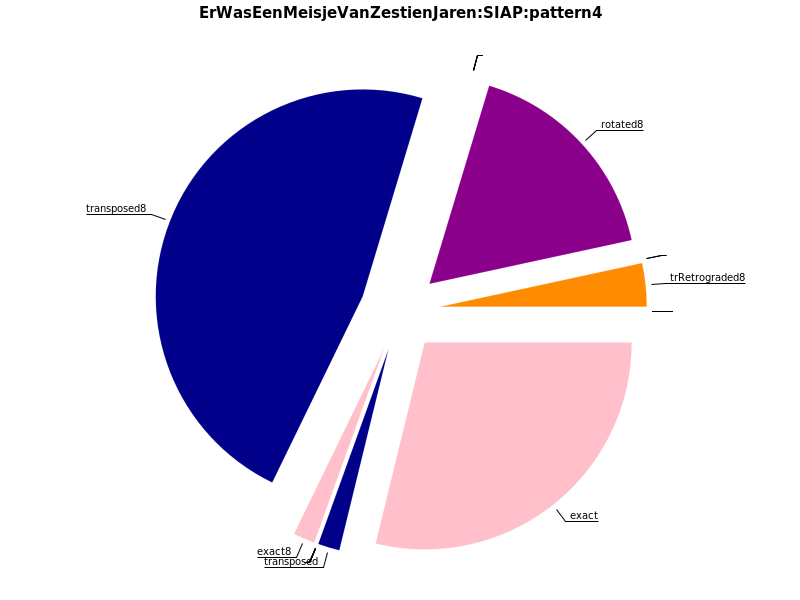 ErWasEenMeisjeVanZestienJaren:SIAP:pattern4
rotated8
transposed8
trRetrograded8
exact
exact8
transposed